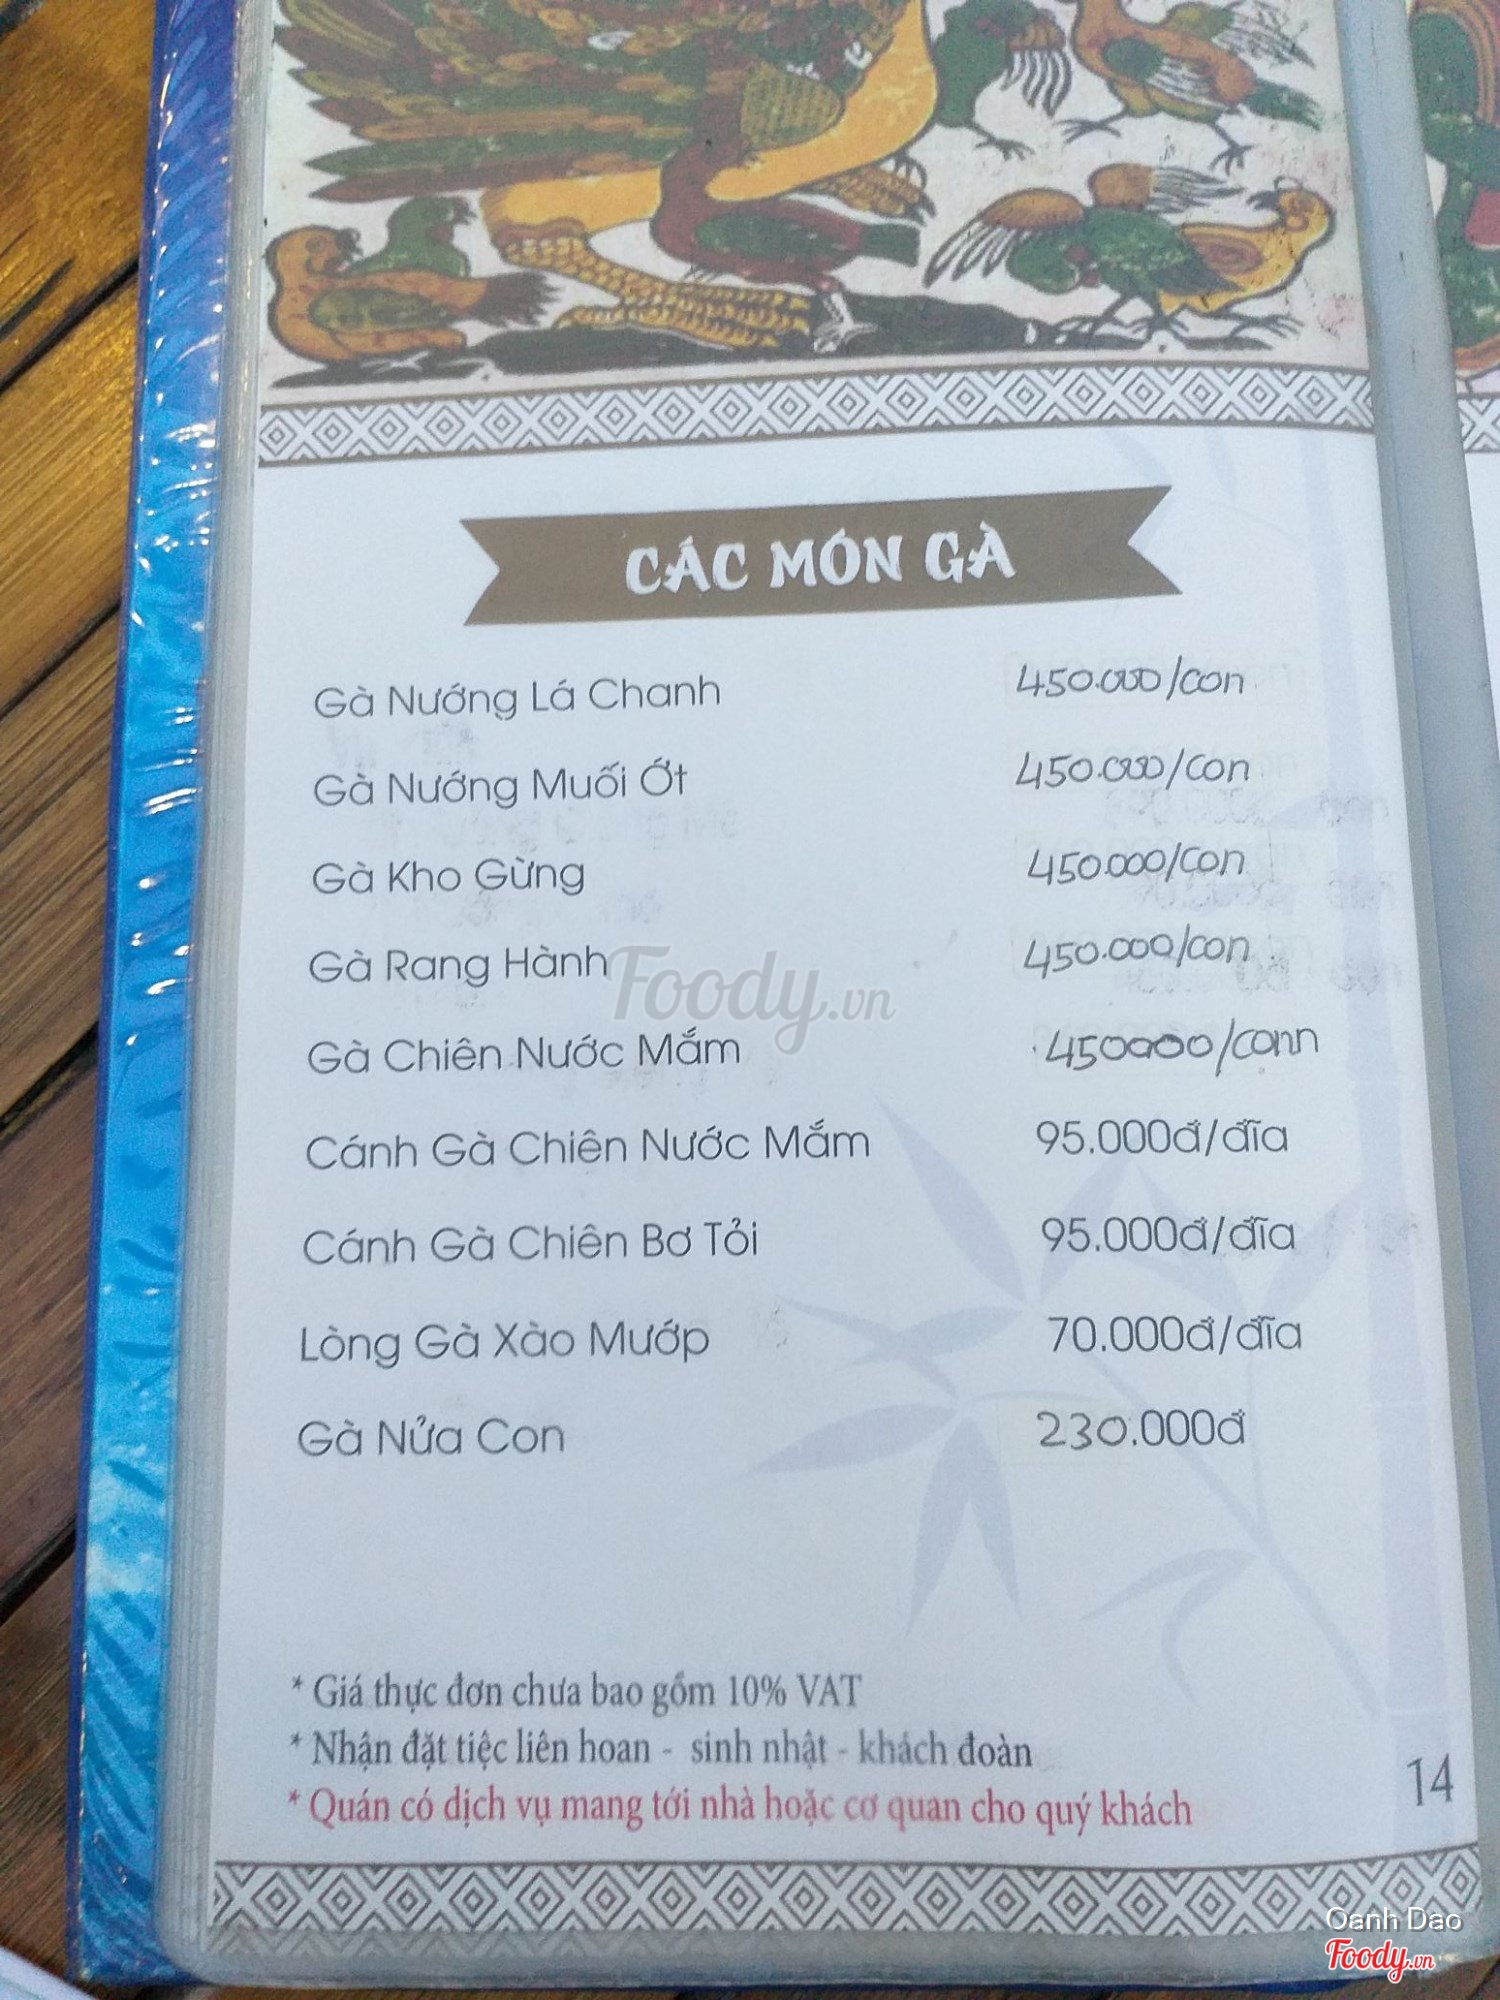 CÁC MÓN GÀ
Gà Nướng Lá Chanh 450.000/con
Gà Nướng Muối Ớt 450.000/con
Gà Kho Gừng 450.000/con
Gà Rang Hành 450.000/con
Gà Chiên Nước Mắm 450000/conn
Cánh Gà Chiên Nước Mắm 95.000đ/đĩa
Cánh Gà Chiên Bơ Tỏi 95.000đ/đĩa
Lòng Gà Xào Mướp 70.000đ/đĩa
Gà Nửa Con 230.000đ
* Giá thực đơn chưa bao gồm 10% VAT
* Nhận đặt tiệc liên hoan - sinh nhật - khách đoàn
* Quán có dịch vụ mang tới nhà hoặc cơ quan cho quý khách
14
Foody.vn
Oanh Dao
Foody.vn